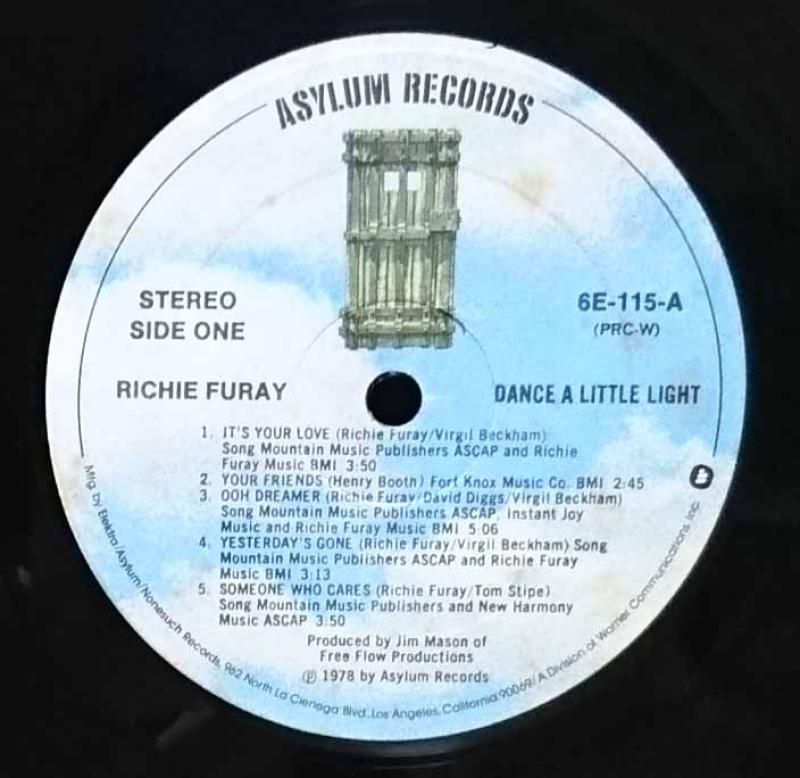 ASYLUM RECORDS
STEREO
SIDE ONE
6E-115-A
(PRC-W)
RICHIE FURAY
DANCE A LITTLE LIGHT
1. IT'S YOUR LOVE (Richie Furay/Virgil Beckham)
Song Mountain Music Publishers ASCAP and Richie
Furay Music BMI 3:50
2. YOUR FRIENDS (Henry Booth) Fort Knox Music Co. BMI 2:45
3. OOH DREAMER (Richie Furay/David Diggs/Virgil Beckham)
Song Mountain Music Publishers ASCAP, Instant Joy
Music and Richie Furay Music BMI 5:06
4. YESTERDAY'S GONE (Richie Furay/Virgil Beckham) Song
Mountain Music Publishers ASCAP and Richie Furay
Music BMI 3:13
5. SOMEONE WHO CARES (Richie Furay/Tom Stipe)
Song Mountain Music Publishers and New Harmony
Music ASCAP 3:50
Produced by Jim Mason of
Free Flow Productions
℗ 1978 by Asylum Records
Mfg. by Elektra/Asylum/Nonesuch Records, 962 North La Cienega Blvd., Los Angeles, California 90069/A Division of Warner Communications, Inc.